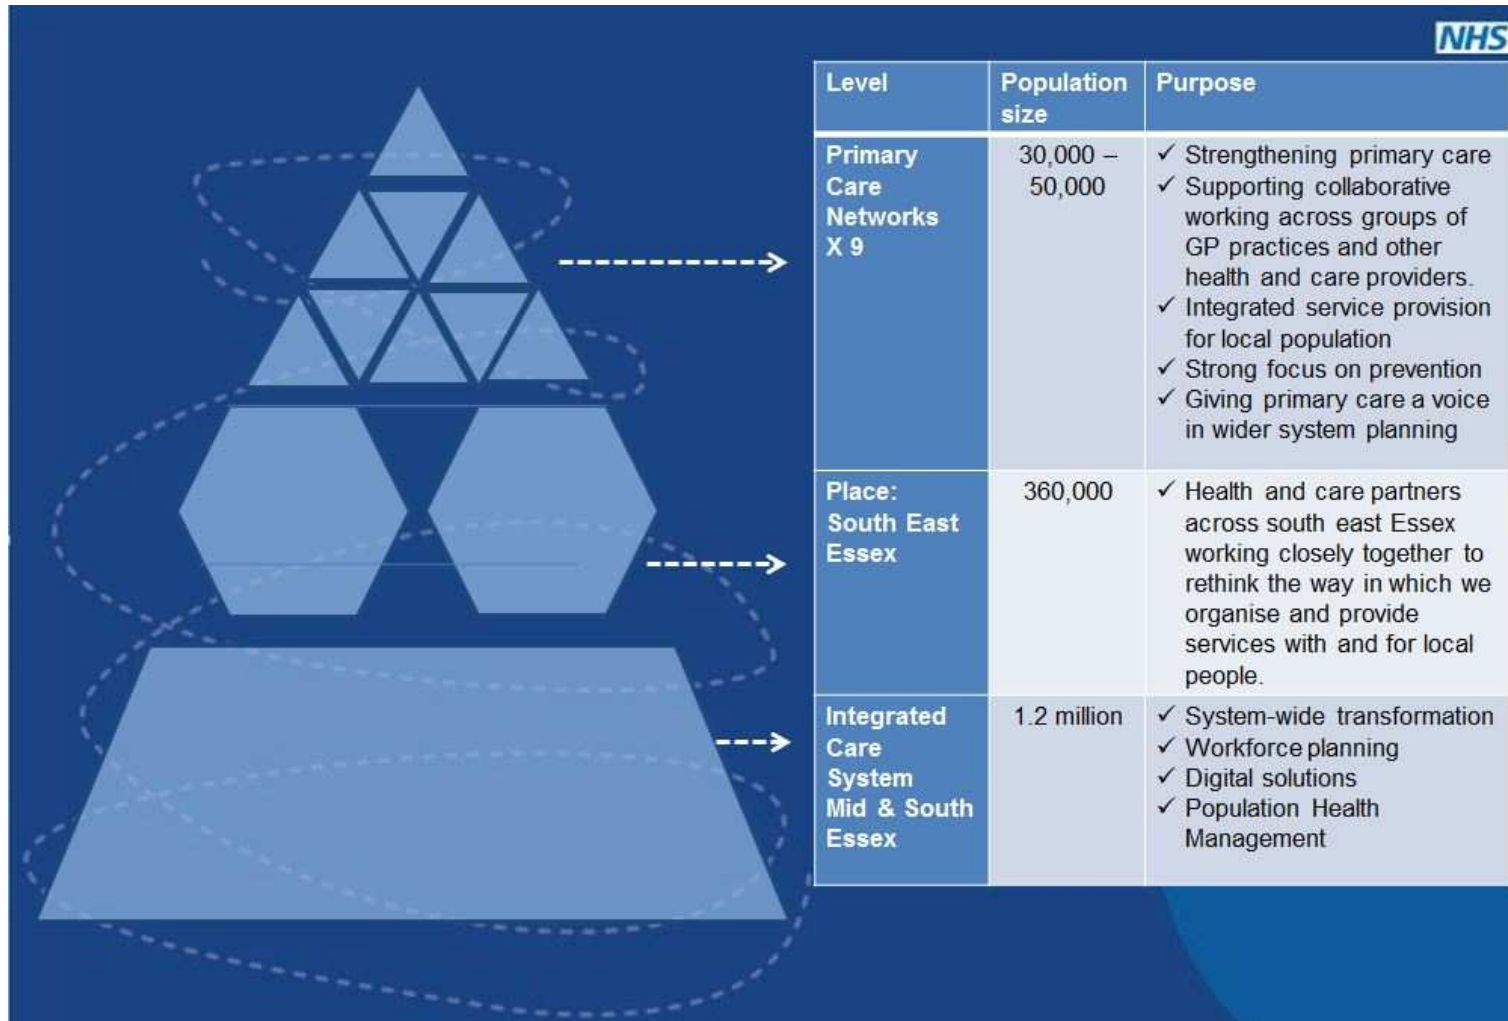 NHS
Level
Population
size
Purpose
Primary
Care
Networks
X 9
30,000 –
50,000
✓ Strengthening primary care
✓ Supporting collaborative
working across groups of
GP practices and other
health and care providers.
✓ Integrated service provision
for local population
✓ Strong focus on prevention
✓ Giving primary care a voice
in wider system planning
Place:
South East
Essex
360,000
✓ Health and care partners
across south east Essex
working closely together to
rethink the way in which we
organise and provide
services with and for local
people.
Integrated
Care
System
Mid & South
Essex
1.2 million
✓ System-wide transformation
✓ Workforce planning
✓ Digital solutions
✓ Population Health
Management